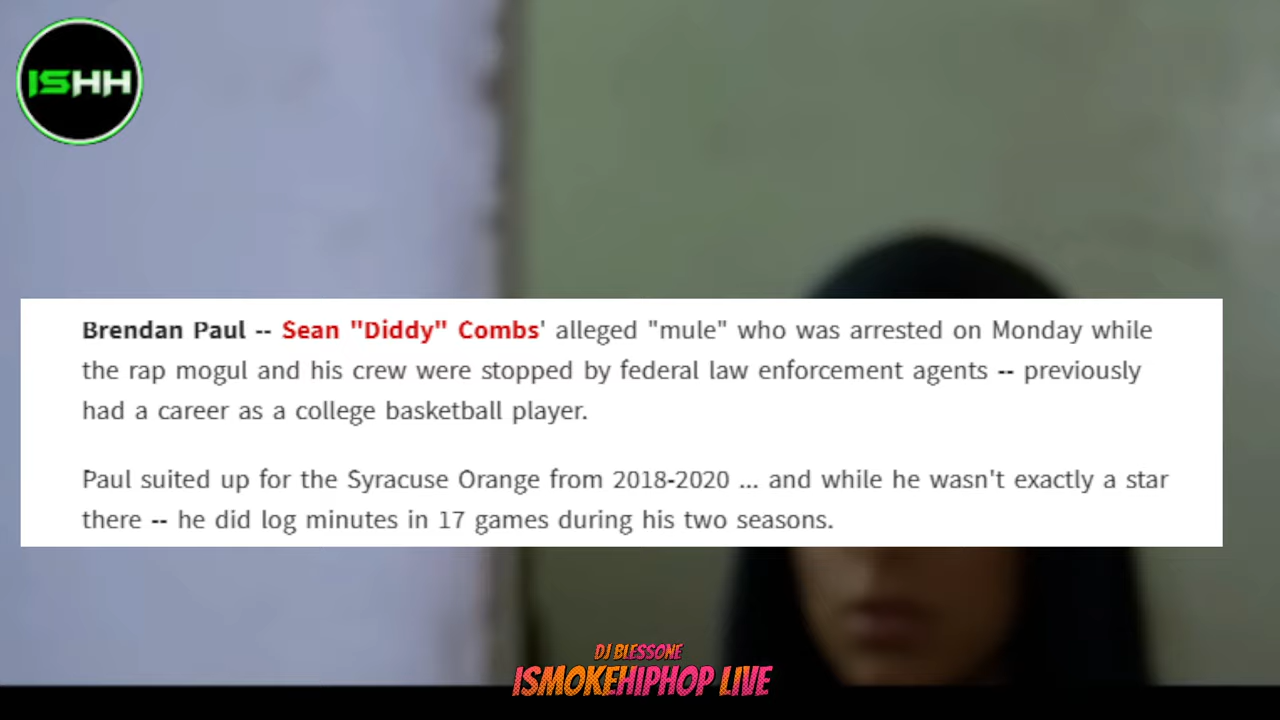 ISHH
Brendan Paul -- Sean "Diddy" Combs' alleged "mule" who was arrested on Monday while
the rap mogul and his crew were stopped by federal law enforcement agents -- previously
had a career as a college basketball player.
Paul suited up for the Syracuse Orange from 2018-2020 ... and while he wasn't exactly a star
there -- he did log minutes in 17 games during his two seasons.
DJ BLESSONE
ISMOKEHIPHOP LIVE